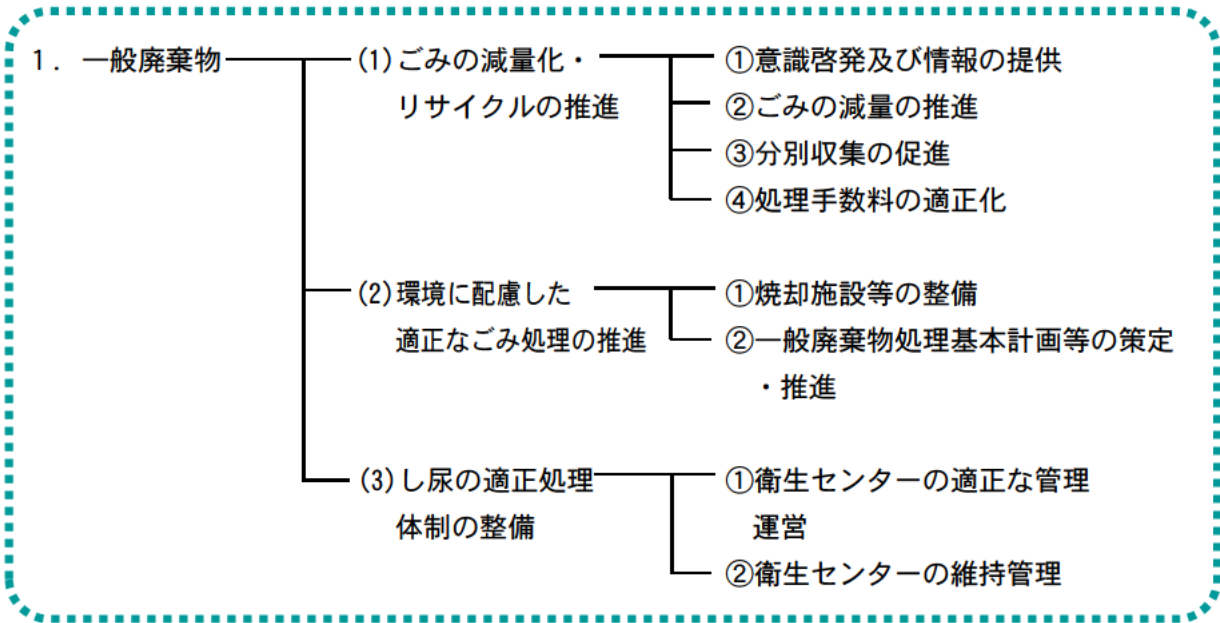 1．一般廃棄物
(1)ごみの減量化・
リサイクルの推進
①意識啓発及び情報の提供
②ごみの減量の推進
③分別収集の促進
④処理手数料の適正化
(2)環境に配慮した
適正なごみ処理の推進
①焼却施設等の整備
②一般廃棄物処理基本計画等の策定
・推進
(3)し尿の適正処理
体制の整備
①衛生センターの適正な管理
運営
②衛生センターの維持管理